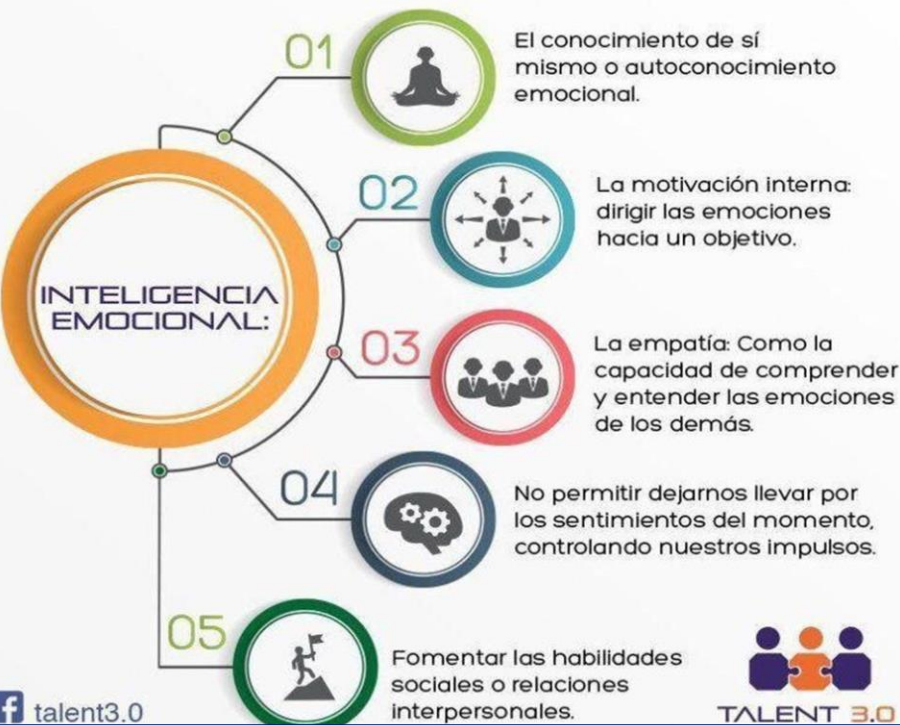 01
El conocimiento de sí
mismo o autoconocimiento
emocional.
02
La motivación interna:
dirigir las emociones
hacia un objetivo.
INTELIGENCIA
EMOCIONAL:
03
La empatía: Como la
capacidad de comprender
y entender las emociones
de los demás.
04
No permitir dejarnos llevar por
los sentimientos del momento,
controlando nuestros impulsos.
05
Fomentar las habilidades
sociales o relaciones
interpersonales.
f talent3.0
TALENT 3.0